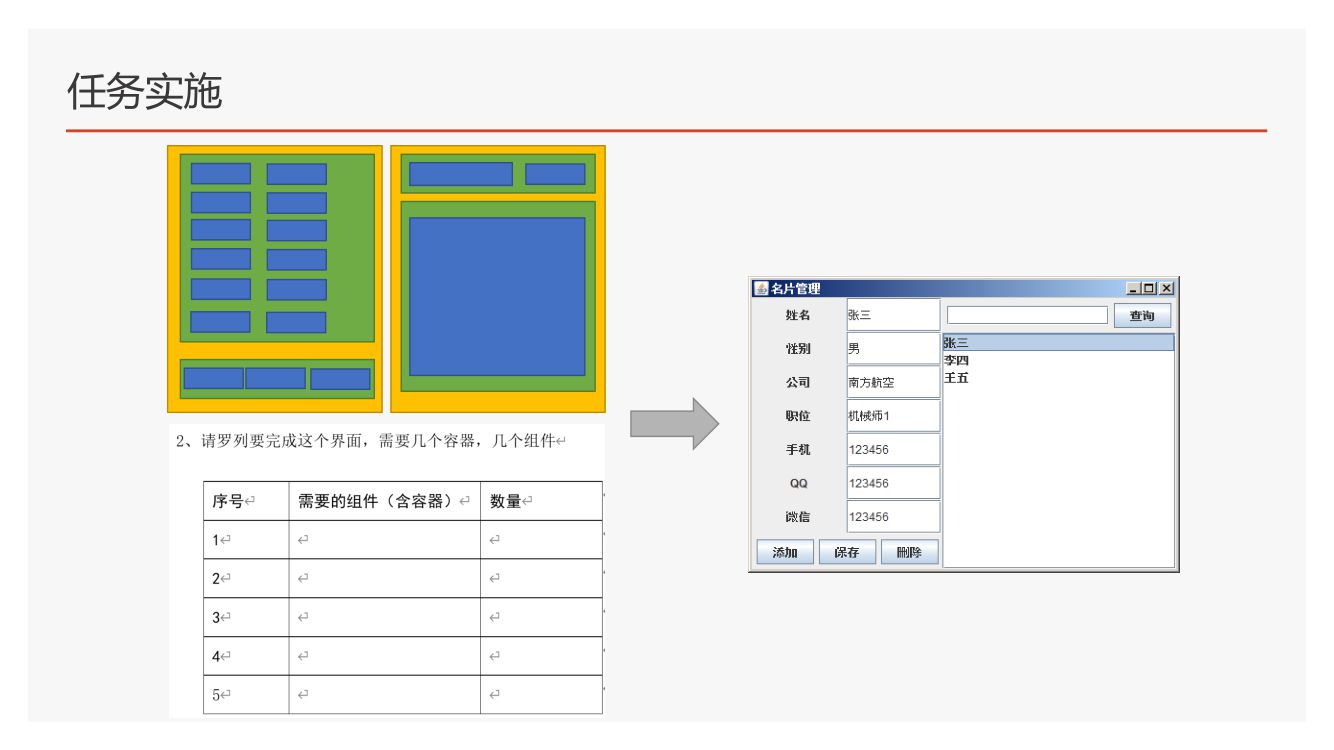 任务实施
2、请罗列要完成这个界面，需要几个容器，几个组件↵
序号↵ 需要的组件（含容器）↵ 数量↵
1↵ ↵ ↵
2↵ ↵ ↵
3↵ ↵ ↵
4↵ ↵ ↵
5↵ ↵ ↵
名片管理
姓名 张三 查询
性别 男
公司 南方航空
职位 机械师1
手机 123456
QQ 123456
微信 123456
添加 保存 删除
张三
李四
王五